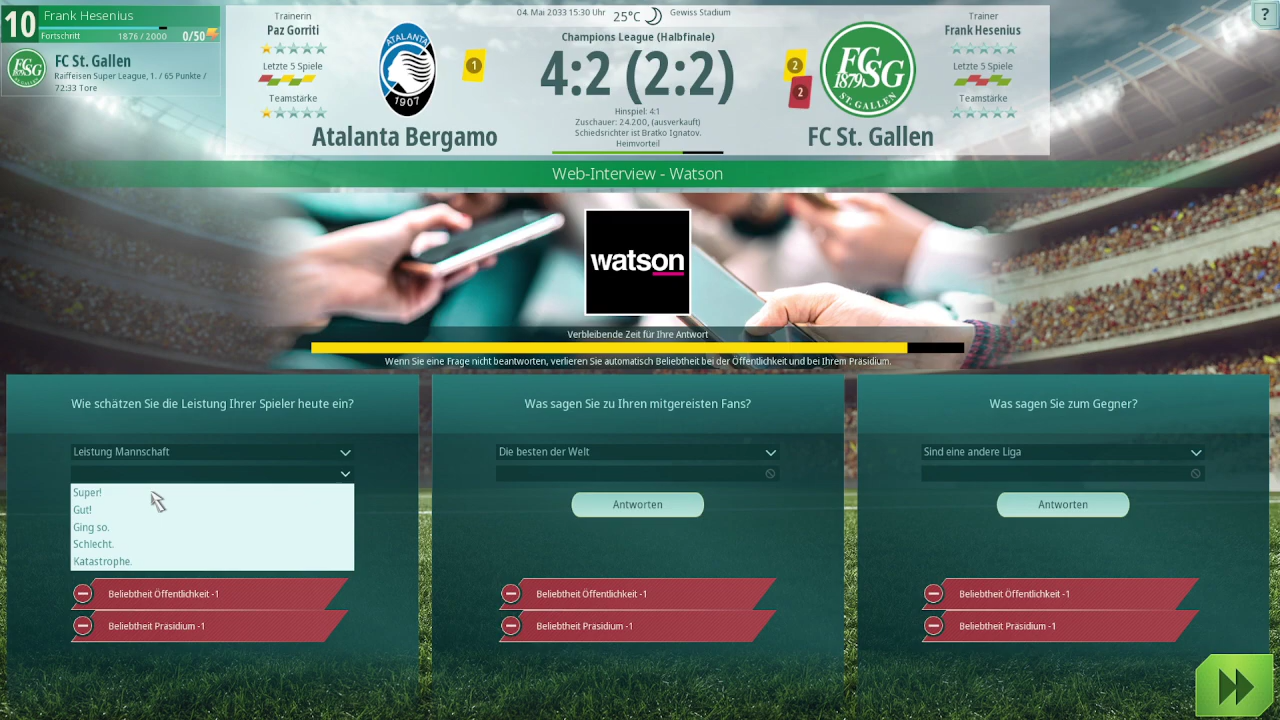 10
Frank Hesenius
Fortschritt 1876 / 2000 0/50
FC St. Gallen
Raiffeisen Super League, 1. / 65 Punkte /
72:33 Tore
FCSG
1879
Trainerin
Paz Gorriti
Letzte 5 Spiele
Teamstärke
ATALANTA
1907
1
Atalanta Bergamo
04. Mai 2033 15:30 Uhr 25°C Gewiss Stadium
Champions League (Halbfinale)
4:2 (2:2)
Hinspiel: 4:1
Zuschauer: 24.200, (ausverkauft)
Schiedsrichter ist Bratko Ignatov.
Heimvorteil
2
2
FCSG
1879
ST. GALLEN
FC St. Gallen
Trainer
Frank Hesenius
Letzte 5 Spiele
Teamstärke
?
Web-Interview - Watson
watson
Verbleibende Zeit für Ihre Antwort
Wenn Sie eine Frage nicht beantworten, verlieren Sie automatisch Beliebtheit bei der Öffentlichkeit und bei Ihrem Präsidium.
Wie schätzen Sie die Leistung Ihrer Spieler heute ein?
Leistung Mannschaft
Super!
Gut!
Ging so.
Schlecht.
Katastrophe.
Beliebtheit Öffentlichkeit -1
Beliebtheit Präsidium -1
Was sagen Sie zu Ihren mitgereisten Fans?
Die besten der Welt
Antworten
Beliebtheit Öffentlichkeit -1
Beliebtheit Präsidium -1
Was sagen Sie zum Gegner?
Sind eine andere Liga
Antworten
Beliebtheit Öffentlichkeit -1
Beliebtheit Präsidium -1